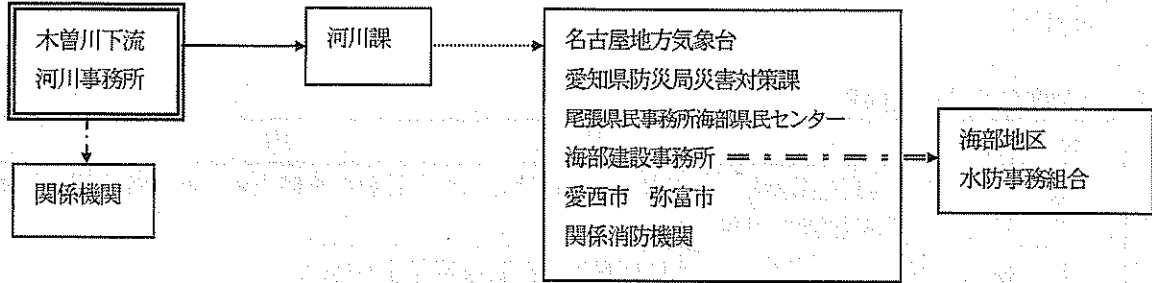 木曽川下流
河川事務所
河川課
関係機関
名古屋地方気象台
愛知県防災局災害対策課
尾張県民事務所海部県民センター
海部建設事務所
愛西市　弥富市
関係消防機関
海部地区
水防事務組合